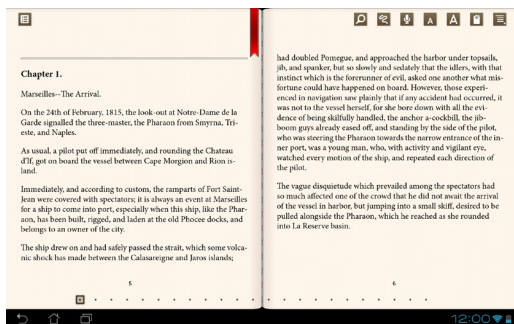 Chapter 1.
Marseilles--The Arrival.
On the 24th of February, 1815, the look-out at Notre-Dame de la
Garde signalled the three-master, the Pharaon from Smyrna, Tri-
este, and Naples.
As usual, a pilot put off immediately, and rounding the Chateau
d'If, got on board the vessel between Cape Morgion and Rion is-
land.
Immediately, and according to custom, the ramparts of Fort Saint-
Jean were covered with spectators; it is always an event at Marseilles
for a ship to come into port, especially when this ship, like the Phar-
aon, has been built, rigged, and laden at the old Phocee docks, and
belongs to an owner of the city.
The ship drew on and had safely passed the strait, which some volca-
nic shock has made between the Calasareigne and Jaros islands;
5
had doubled Pomegue, and approached the harbor under topsails,
jib, and spanker, but so slowly and sedately that the idlers, with that
instinct which is the forerunner of evil, asked one another what mis-
fortune could have happened on board. However, those experi-
enced in navigation saw plainly that if any accident had occurred, it
was not to the vessel herself, for she bore down with all the evi-
dence of being skilfully handled, the anchor a-cockbill, the jib-
boom guys already eased off, and standing by the side of the pilot,
who was steering the Pharaon towards the narrow entrance of the in-
ner port, was a young man, who, with activity and vigilant eye,
watched every motion of the ship, and repeated each direction of
the pilot.
The vague disquietude which prevailed among the spectators had
so much affected one of the crowd that he did not await the arrival
of the vessel in harbor, but jumping into a small skiff, desired to be
pulled alongside the Pharaon, which he reached as she rounded
into La Reserve basin.
6
A A
12:00